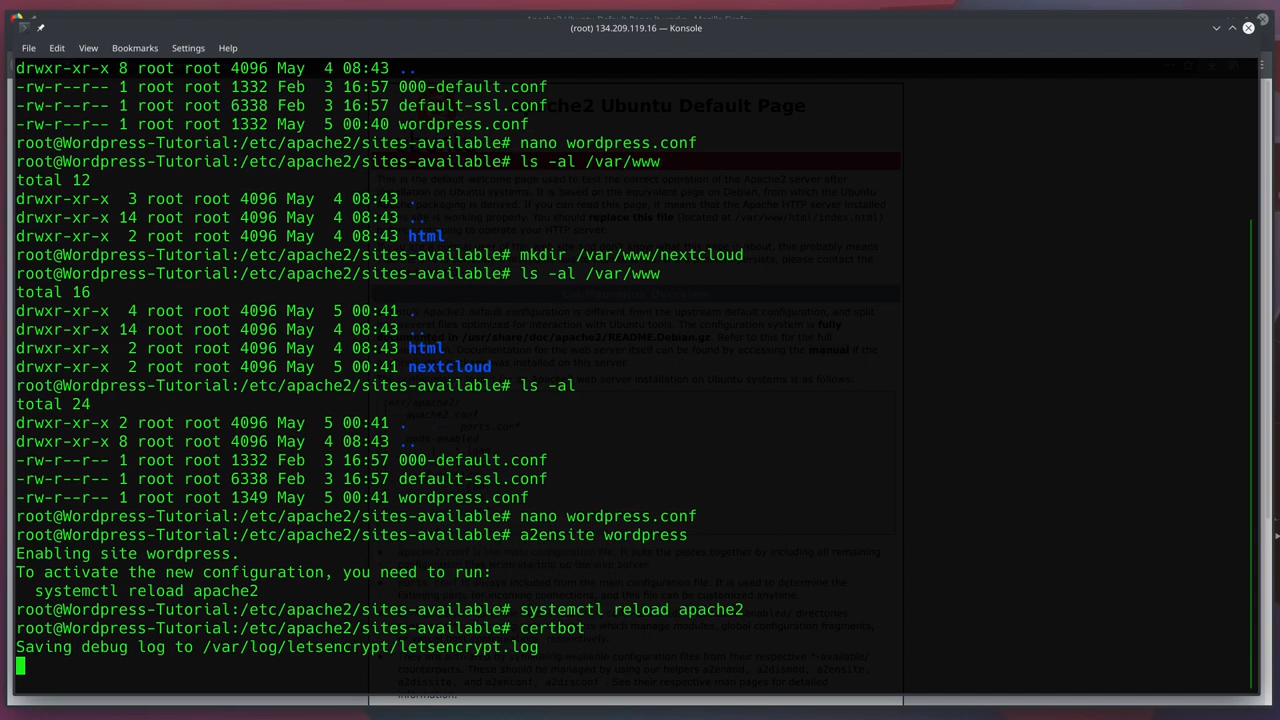 (root) 134.209.119.16 — Konsole
File Edit View Bookmarks Settings Help
drwxr-xr-x 8 root root 4096 May  4 08:43 ..
-rw-r--r-- 1 root root 1332 Feb  3 16:57 000-default.conf
-rw-r--r-- 1 root root 6338 Feb  3 16:57 default-ssl.conf
-rw-r--r-- 1 root root 1332 May  5 00:40 wordpress.conf
root@Wordpress-Tutorial:/etc/apache2/sites-available# nano wordpress.conf
root@Wordpress-Tutorial:/etc/apache2/sites-available# ls -al /var/www
total 12
drwxr-xr-x  3 root root 4096 May  4 08:43 .
drwxr-xr-x 14 root root 4096 May  4 08:43 ..
drwxr-xr-x  2 root root 4096 May  4 08:43 html
root@Wordpress-Tutorial:/etc/apache2/sites-available# mkdir /var/www/nextcloud
root@Wordpress-Tutorial:/etc/apache2/sites-available# ls -al /var/www
total 16
drwxr-xr-x  4 root root 4096 May  5 00:41 .
drwxr-xr-x 14 root root 4096 May  4 08:43 ..
drwxr-xr-x  2 root root 4096 May  4 08:43 html
drwxr-xr-x  2 root root 4096 May  5 00:41 nextcloud
root@Wordpress-Tutorial:/etc/apache2/sites-available# ls -al
total 24
drwxr-xr-x 2 root root 4096 May  5 00:41 .
drwxr-xr-x 8 root root 4096 May  4 08:43 ..
-rw-r--r-- 1 root root 1332 Feb  3 16:57 000-default.conf
-rw-r--r-- 1 root root 6338 Feb  3 16:57 default-ssl.conf
-rw-r--r-- 1 root root 1349 May  5 00:41 wordpress.conf
root@Wordpress-Tutorial:/etc/apache2/sites-available# nano wordpress.conf
root@Wordpress-Tutorial:/etc/apache2/sites-available# a2ensite wordpress
Enabling site wordpress.
To activate the new configuration, you need to run:
  systemctl reload apache2
root@Wordpress-Tutorial:/etc/apache2/sites-available# systemctl reload apache2
root@Wordpress-Tutorial:/etc/apache2/sites-available# certbot
Saving debug log to /var/log/letsencrypt/letsencrypt.log